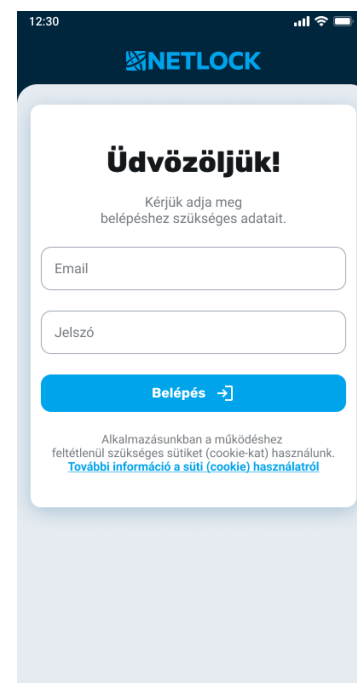 12:30
NETLOCK
Üdvözöljük!
Kérjük adja meg
belépéshez szükséges adatait.
Email
Jelszó
Belépés
Alkalmazásunkban a működéshez
feltétlenül szükséges sütiket (cookie-kat) használunk.
További információ a süti (cookie) használatról